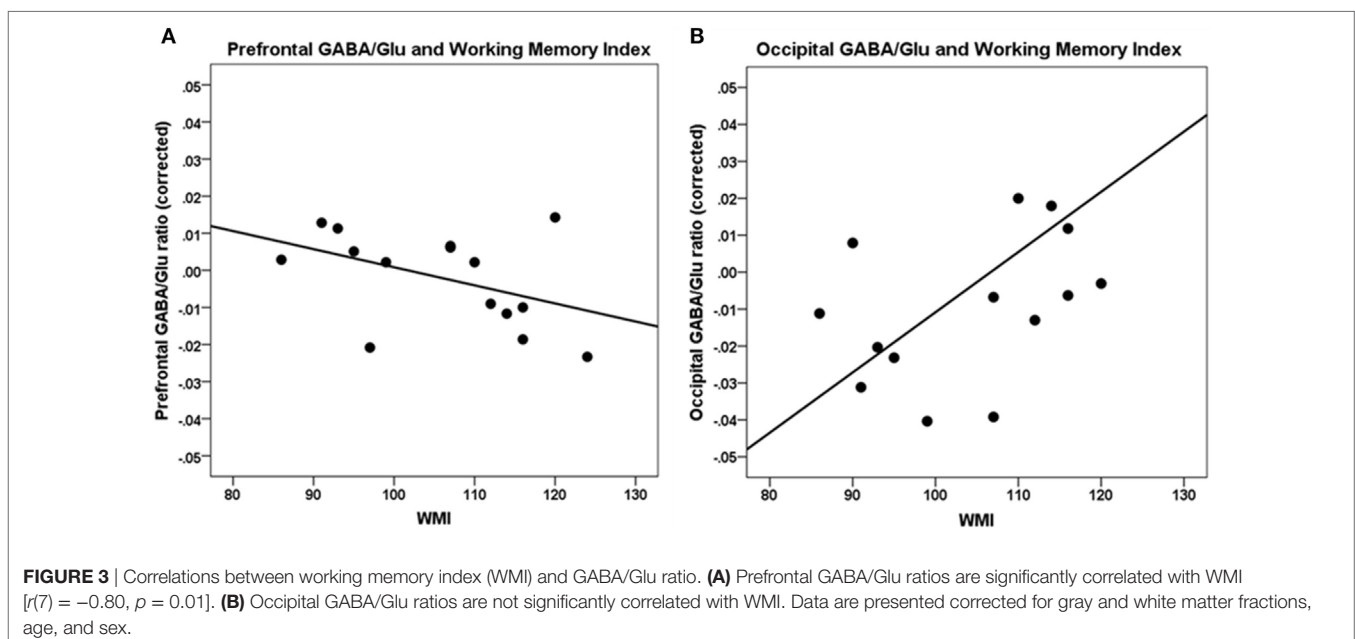 A
Prefrontal GABA/Glu and Working Memory Index
Prefrontal GABA/Glu ratio (corrected)
.05
.04
.03
.02
.01
.00
-.01
-.02
-.03
-.04
-.05
80 90 100 110 120 130
WMI
B
Occipital GABA/Glu and Working Memory Index
Occipital GABA/Glu ratio (corrected)
.05
.04
.03
.02
.01
.00
-.01
-.02
-.03
-.04
-.05
80 90 100 110 120 130
WMI
FIGURE 3 | Correlations between working memory index (WMI) and GABA/Glu ratio. (A) Prefrontal GABA/Glu ratios are significantly correlated with WMI
[r(7) = −0.80, p = 0.01]. (B) Occipital GABA/Glu ratios are not significantly correlated with WMI. Data are presented corrected for gray and white matter fractions,
age, and sex.